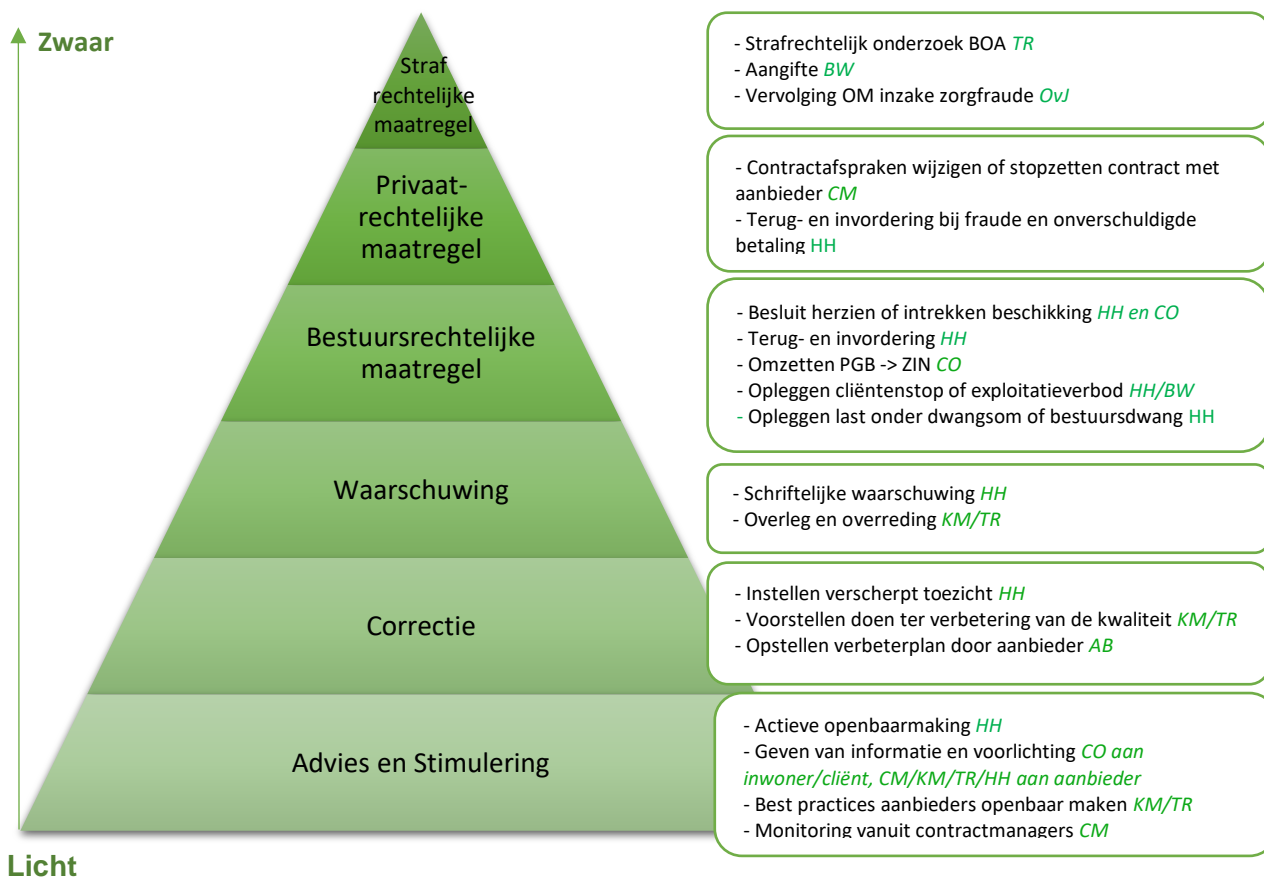 Zwaar
Straf
rechtelijke
maatregel
- Strafrechtelijk onderzoek BOA TR
- Aangifte BW
- Vervolging OM inzake zorgfraude OvJ
Privaat-
rechtelijke
maatregel
- Contractafspraken wijzigen of stopzetten contract met
aanbieder CM
- Terug- en invordering bij fraude en onverschuldigde
betaling HH
Bestuursrechtelijke
maatregel
- Besluit herzien of intrekken beschikking HH en CO
- Terug- en invordering HH
- Omzetten PGB -> ZIN CO
- Opleggen cliëntenstop of exploitatieverbod HH/BW
- Opleggen last onder dwangsom of bestuursdwang HH
Waarschuwing
- Schriftelijke waarschuwing HH
- Overleg en overreding KM/TR
Correctie
- Instellen verscherpt toezicht HH
- Voorstellen doen ter verbetering van de kwaliteit KM/TR
- Opstellen verbeterplan door aanbieder AB
Advies en Stimulering
- Actieve openbaarmaking HH
- Geven van informatie en voorlichting CO aan
inwoner/cliënt, CM/KM/TR/HH aan aanbieder
- Best practices aanbieders openbaar maken KM/TR
- Monitoring vanuit contractmanagers CM
Licht